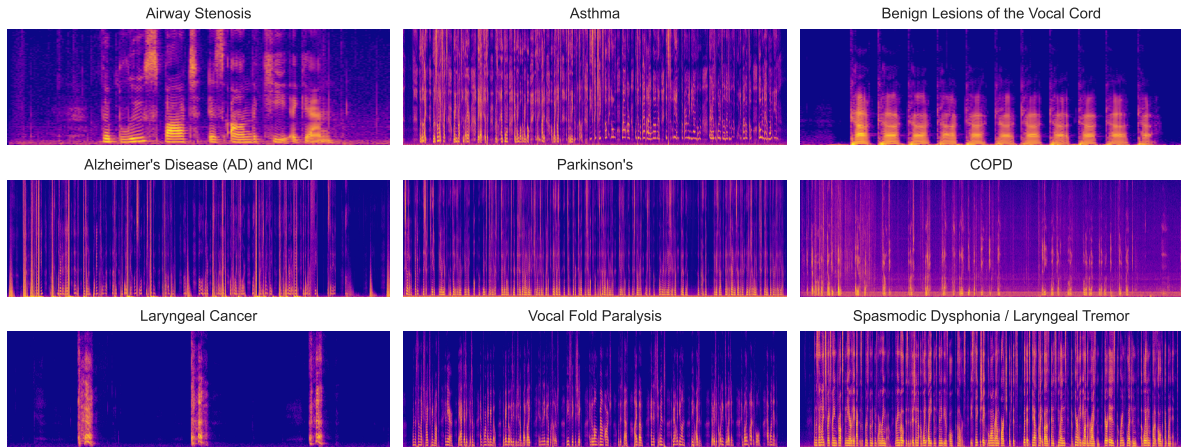 Airway Stenosis
Asthma
Benign Lesions of the Vocal Cord
Alzheimer's Disease (AD) and MCI
Parkinson's
COPD
Laryngeal Cancer
Vocal Fold Paralysis
Spasmodic Dysphonia / Laryngeal Tremor